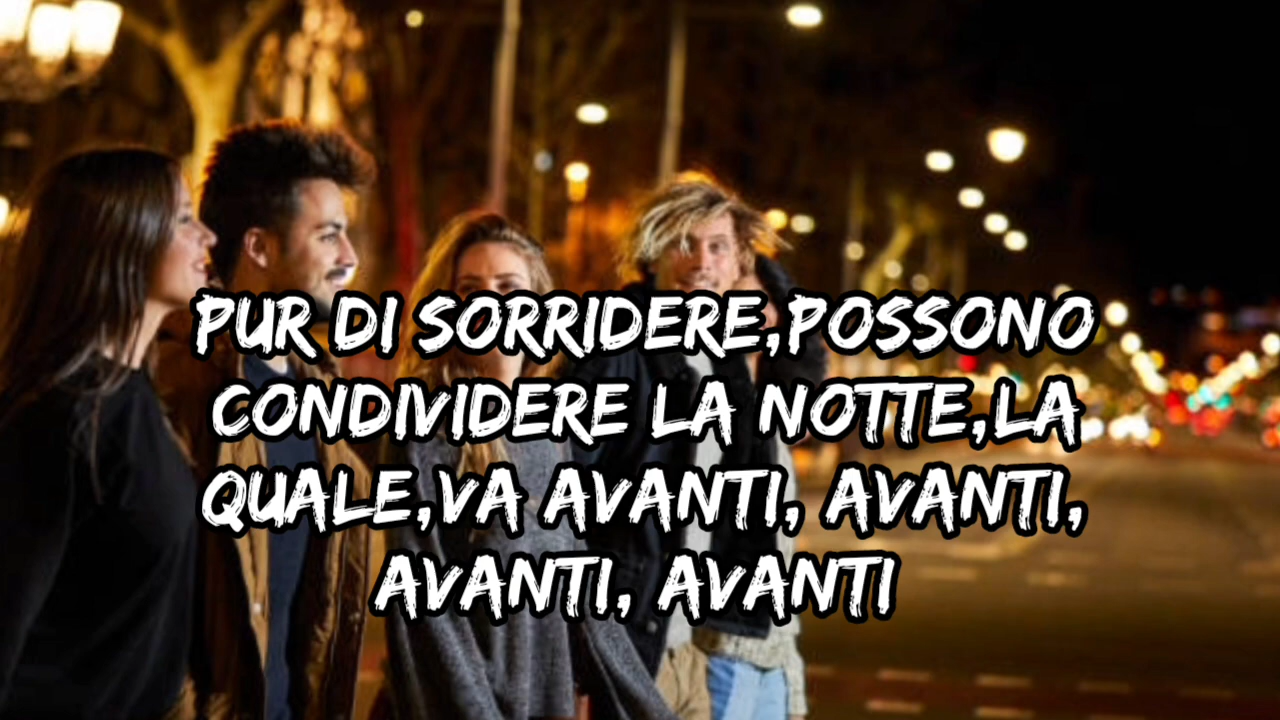 PUR DI SORRIDERE,POSSONO
CONDIVIDERE LA NOTTE,LA
QUALE,VA AVANTI, AVANTI,
AVANTI, AVANTI